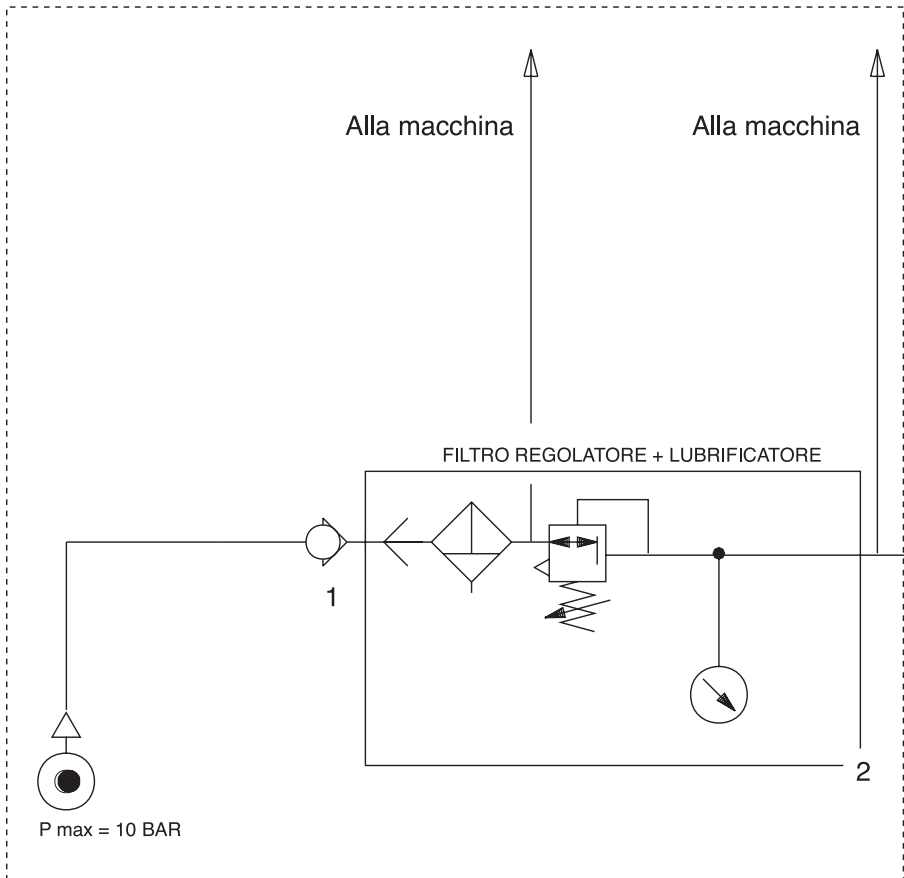 Alla macchina
Alla macchina
FILTRO REGOLATORE + LUBRIFICATORE
1
2
P max = 10 BAR